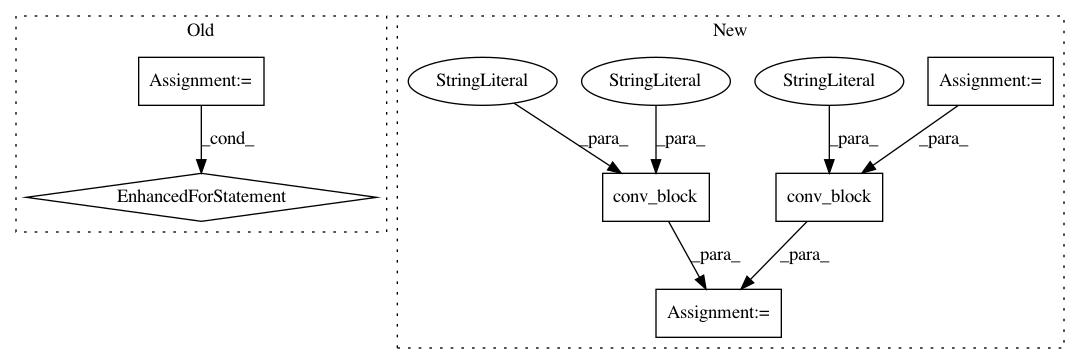 Old
New
Assignment:=
StringLiteral
StringLiteral
StringLiteral
Assignment:=
_cond_
_para_
_para_
_para_
_para_
EnhancedForStatement
conv_block
conv_block
_para_
_para_
Assignment:=